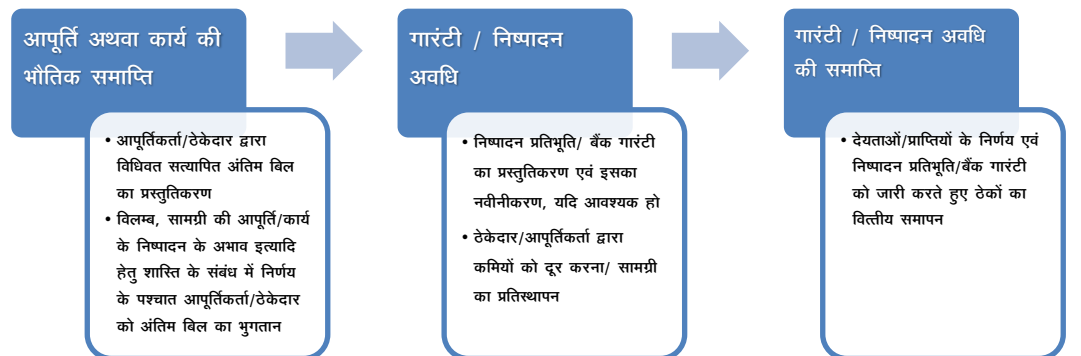 आपूर्ति अथवा कार्य की
भौतिक समाप्ति
• आपूर्तिकर्ता/ठेकेदार द्वारा
विधिवत सत्यापित अंतिम बिल
का प्रस्तुतिकरण
• विलम्ब, सामग्री की आपूर्ति/कार्य
के निष्पादन के अभाव इत्यादि
हेतु शास्ति के संबंध में निर्णय
के पश्चात आपूर्तिकर्ता/ठेकेदार
को अंतिम बिल का भुगतान
गारंटी / निष्पादन
अवधि
• निष्पादन प्रतिभूति/ बैंक गारंटी
का प्रस्तुतिकरण एवं इसका
नवीनीकरण, यदि आवश्यक हो
• ठेकेदार/आपूर्तिकर्ता द्वारा
कमियों को दूर करना/ सामग्री
का प्रतिस्थापन
गारंटी / निष्पादन अवधि
की समाप्ति
• देयताओं/प्राप्तियों के निर्णय एवं
निष्पादन प्रतिभूति/बैंक गारंटी
को जारी करते हुए ठेकों का
वित्तीय समापन